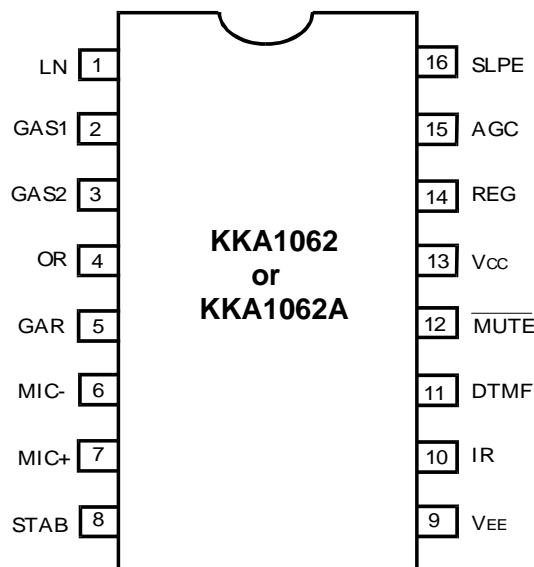 LN 1
GAS1 2
GAS2 3
OR 4
GAR 5
MIC- 6
MIC+ 7
STAB 8
KKA1062
or
KKA1062A
16 SLPE
15 AGC
14 REG
13 VCC
12 MUTE
11 DTMF
10 IR
9 VEE